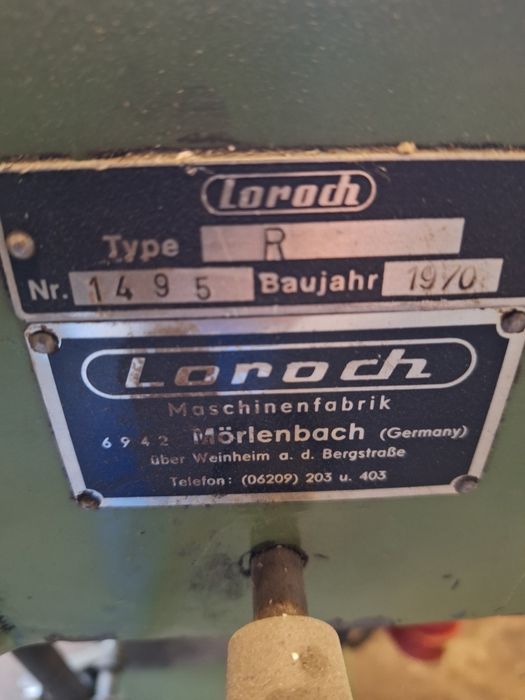 Loroch
Type R
Nr. 1495 Baujahr 1970
Loroch
Maschinenfabrik
6942 Mörlenbach (Germany)
über Weinheim a. d. Bergstraße
Telefon: (06209) 203 u. 403